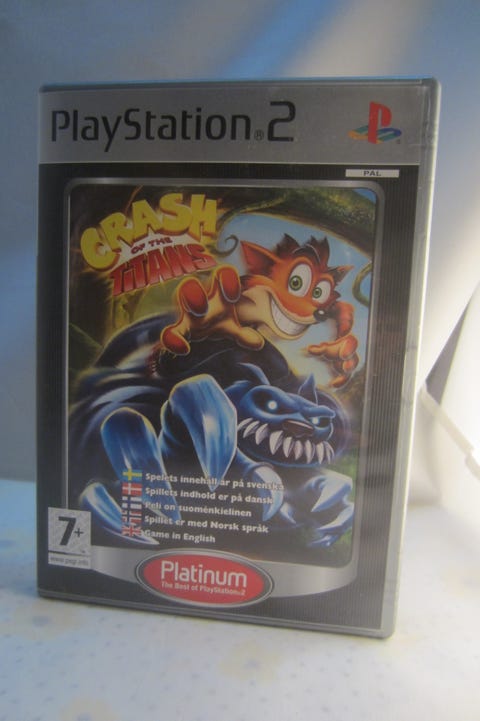 PlayStation®2
PAL
CRASH
OF THE
TITANS
Spelets innehåll är på svenska
Spillets indhold er på dansk
Peli on suomenkielinen
Spillet er med Norsk språk
Game in English
7+
www.pegi.info
Platinum
The Best of PlayStation®2